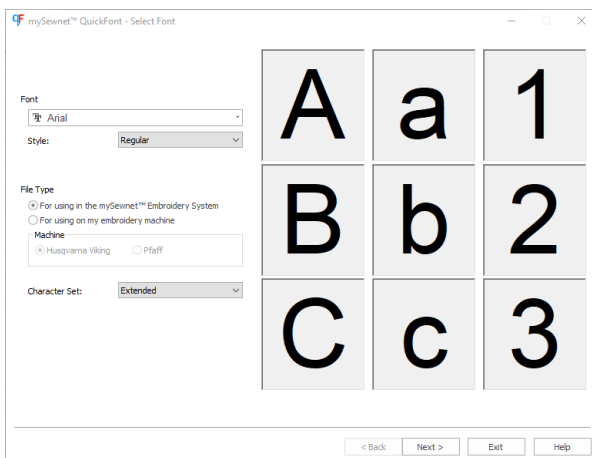 mySewnet™ QuickFont - Select Font
Font
Arial
Style: Regular
File Type
For using in the mySewnet™ Embroidery System
For using on my embroidery machine
Machine
Husqvarna Viking Pfaff
Character Set: Extended
A a 1
B b 2
C c 3
< Back Next > Exit Help